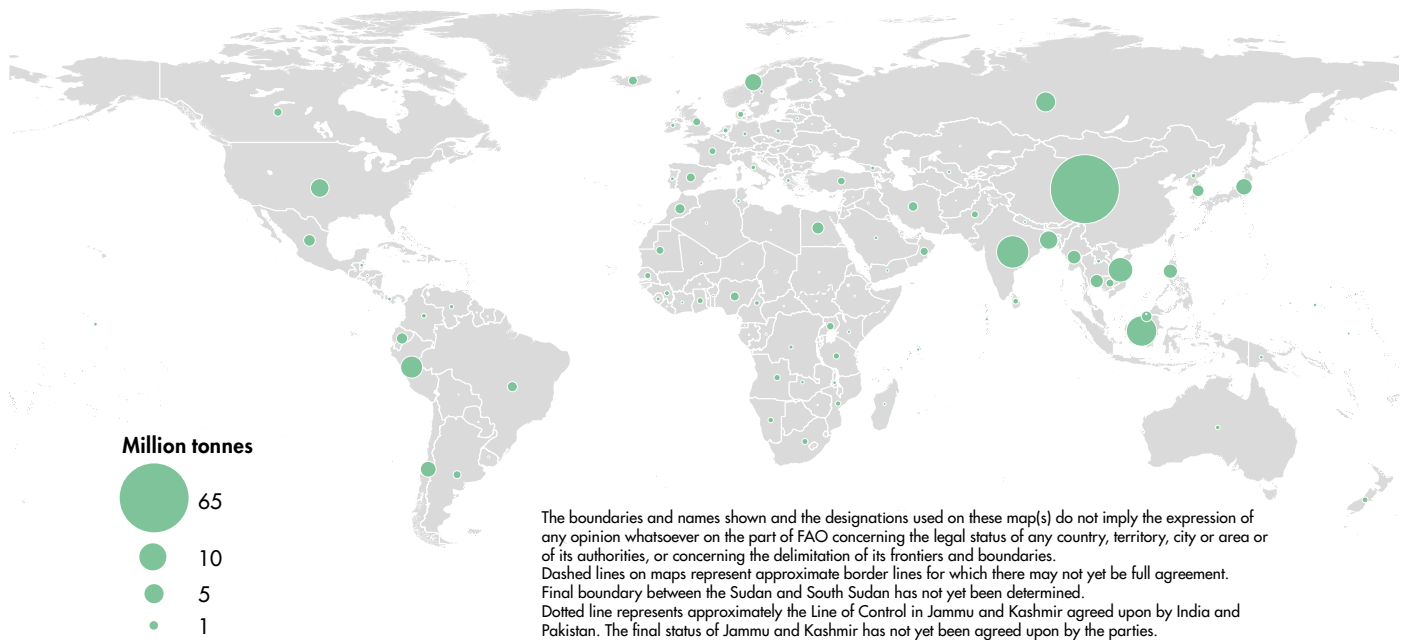 Million tonnes
65
10
5
1
The boundaries and names shown and the designations used on these map(s) do not imply the expression of
any opinion whatsoever on the part of FAO concerning the legal status of any country, territory, city or area or
of its authorities, or concerning the delimitation of its frontiers and boundaries.
Dashed lines on maps represent approximate border lines for which there may not yet be full agreement.
Final boundary between the Sudan and South Sudan has not yet been determined.
Dotted line represents approximately the Line of Control in Jammu and Kashmir agreed upon by India and
Pakistan. The final status of Jammu and Kashmir has not yet been agreed upon by the parties.